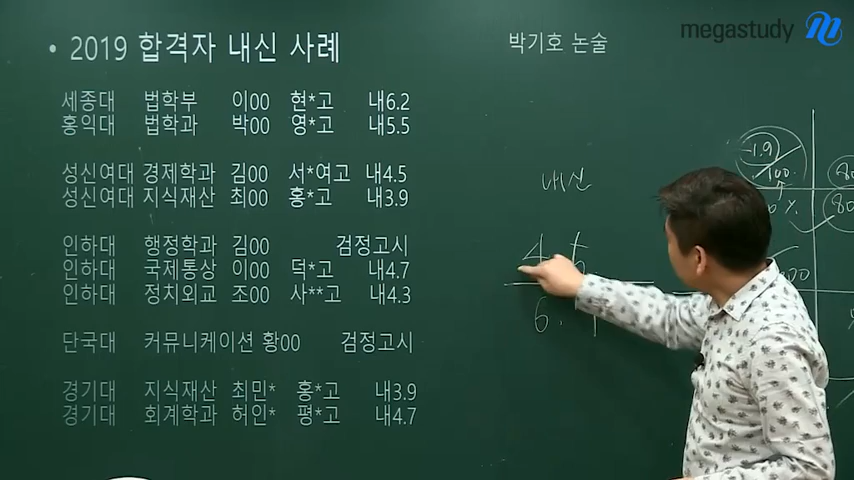 • 2019 합격자 내신 사례
박기호 논술
megastudy
세종대 법학부 이00 현*고 내6.2
홍익대 법학과 박00 영*고 내5.5
성신여대 경제학과 김00 서*여고 내4.5
성신여대 지식재산 최00 홍*고 내3.9
인하대 행정학과 김00 검정고시
인하대 국제통상 이00 덕*고 내4.7
인하대 정치외교 조00 사**고 내4.3
단국대 커뮤니케이션 황00 검정고시
경기대 지식재산 최민* 홍*고 내3.9
경기대 회계학과 허인* 평*고 내4.7
내신
-1.9
100
80